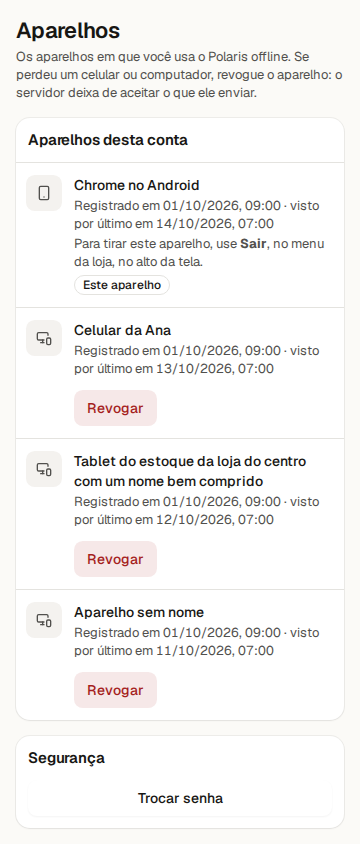 Aparelhos
Os aparelhos em que você usa o Polaris offline. Se
perdeu um celular ou computador, revogue o aparelho: o
servidor deixa de aceitar o que ele enviar.
Aparelhos desta conta
Chrome no Android
Registrado em 01/10/2026, 09:00 · visto
por último em 14/10/2026, 07:00
Para tirar este aparelho, use Sair, no menu
da loja, no alto da tela.
Este aparelho
Celular da Ana
Registrado em 01/10/2026, 09:00 · visto
por último em 13/10/2026, 07:00
Revogar
Tablet do estoque da loja do centro
com um nome bem comprido
Registrado em 01/10/2026, 09:00 · visto
por último em 12/10/2026, 07:00
Revogar
Aparelho sem nome
Registrado em 01/10/2026, 09:00 · visto
por último em 11/10/2026, 07:00
Revogar
Segurança
Trocar senha